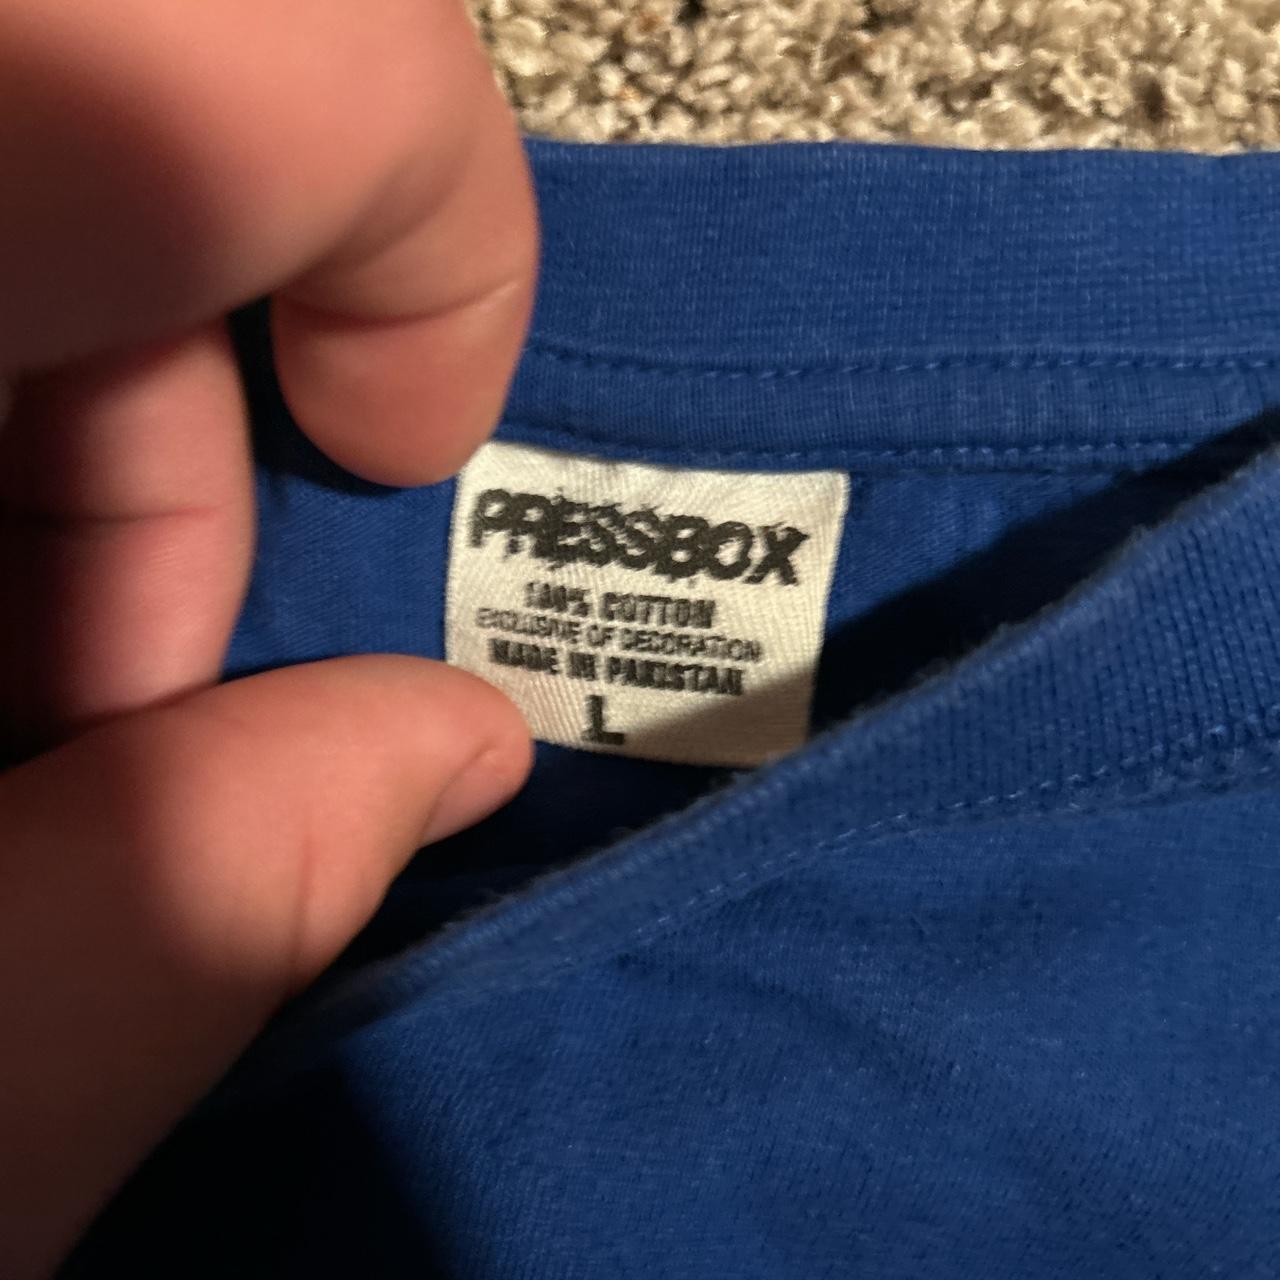 PRESSBOX
100% COTTON
EXCLUSIVE OF DECORATION
MADE IN PAKISTAN
L